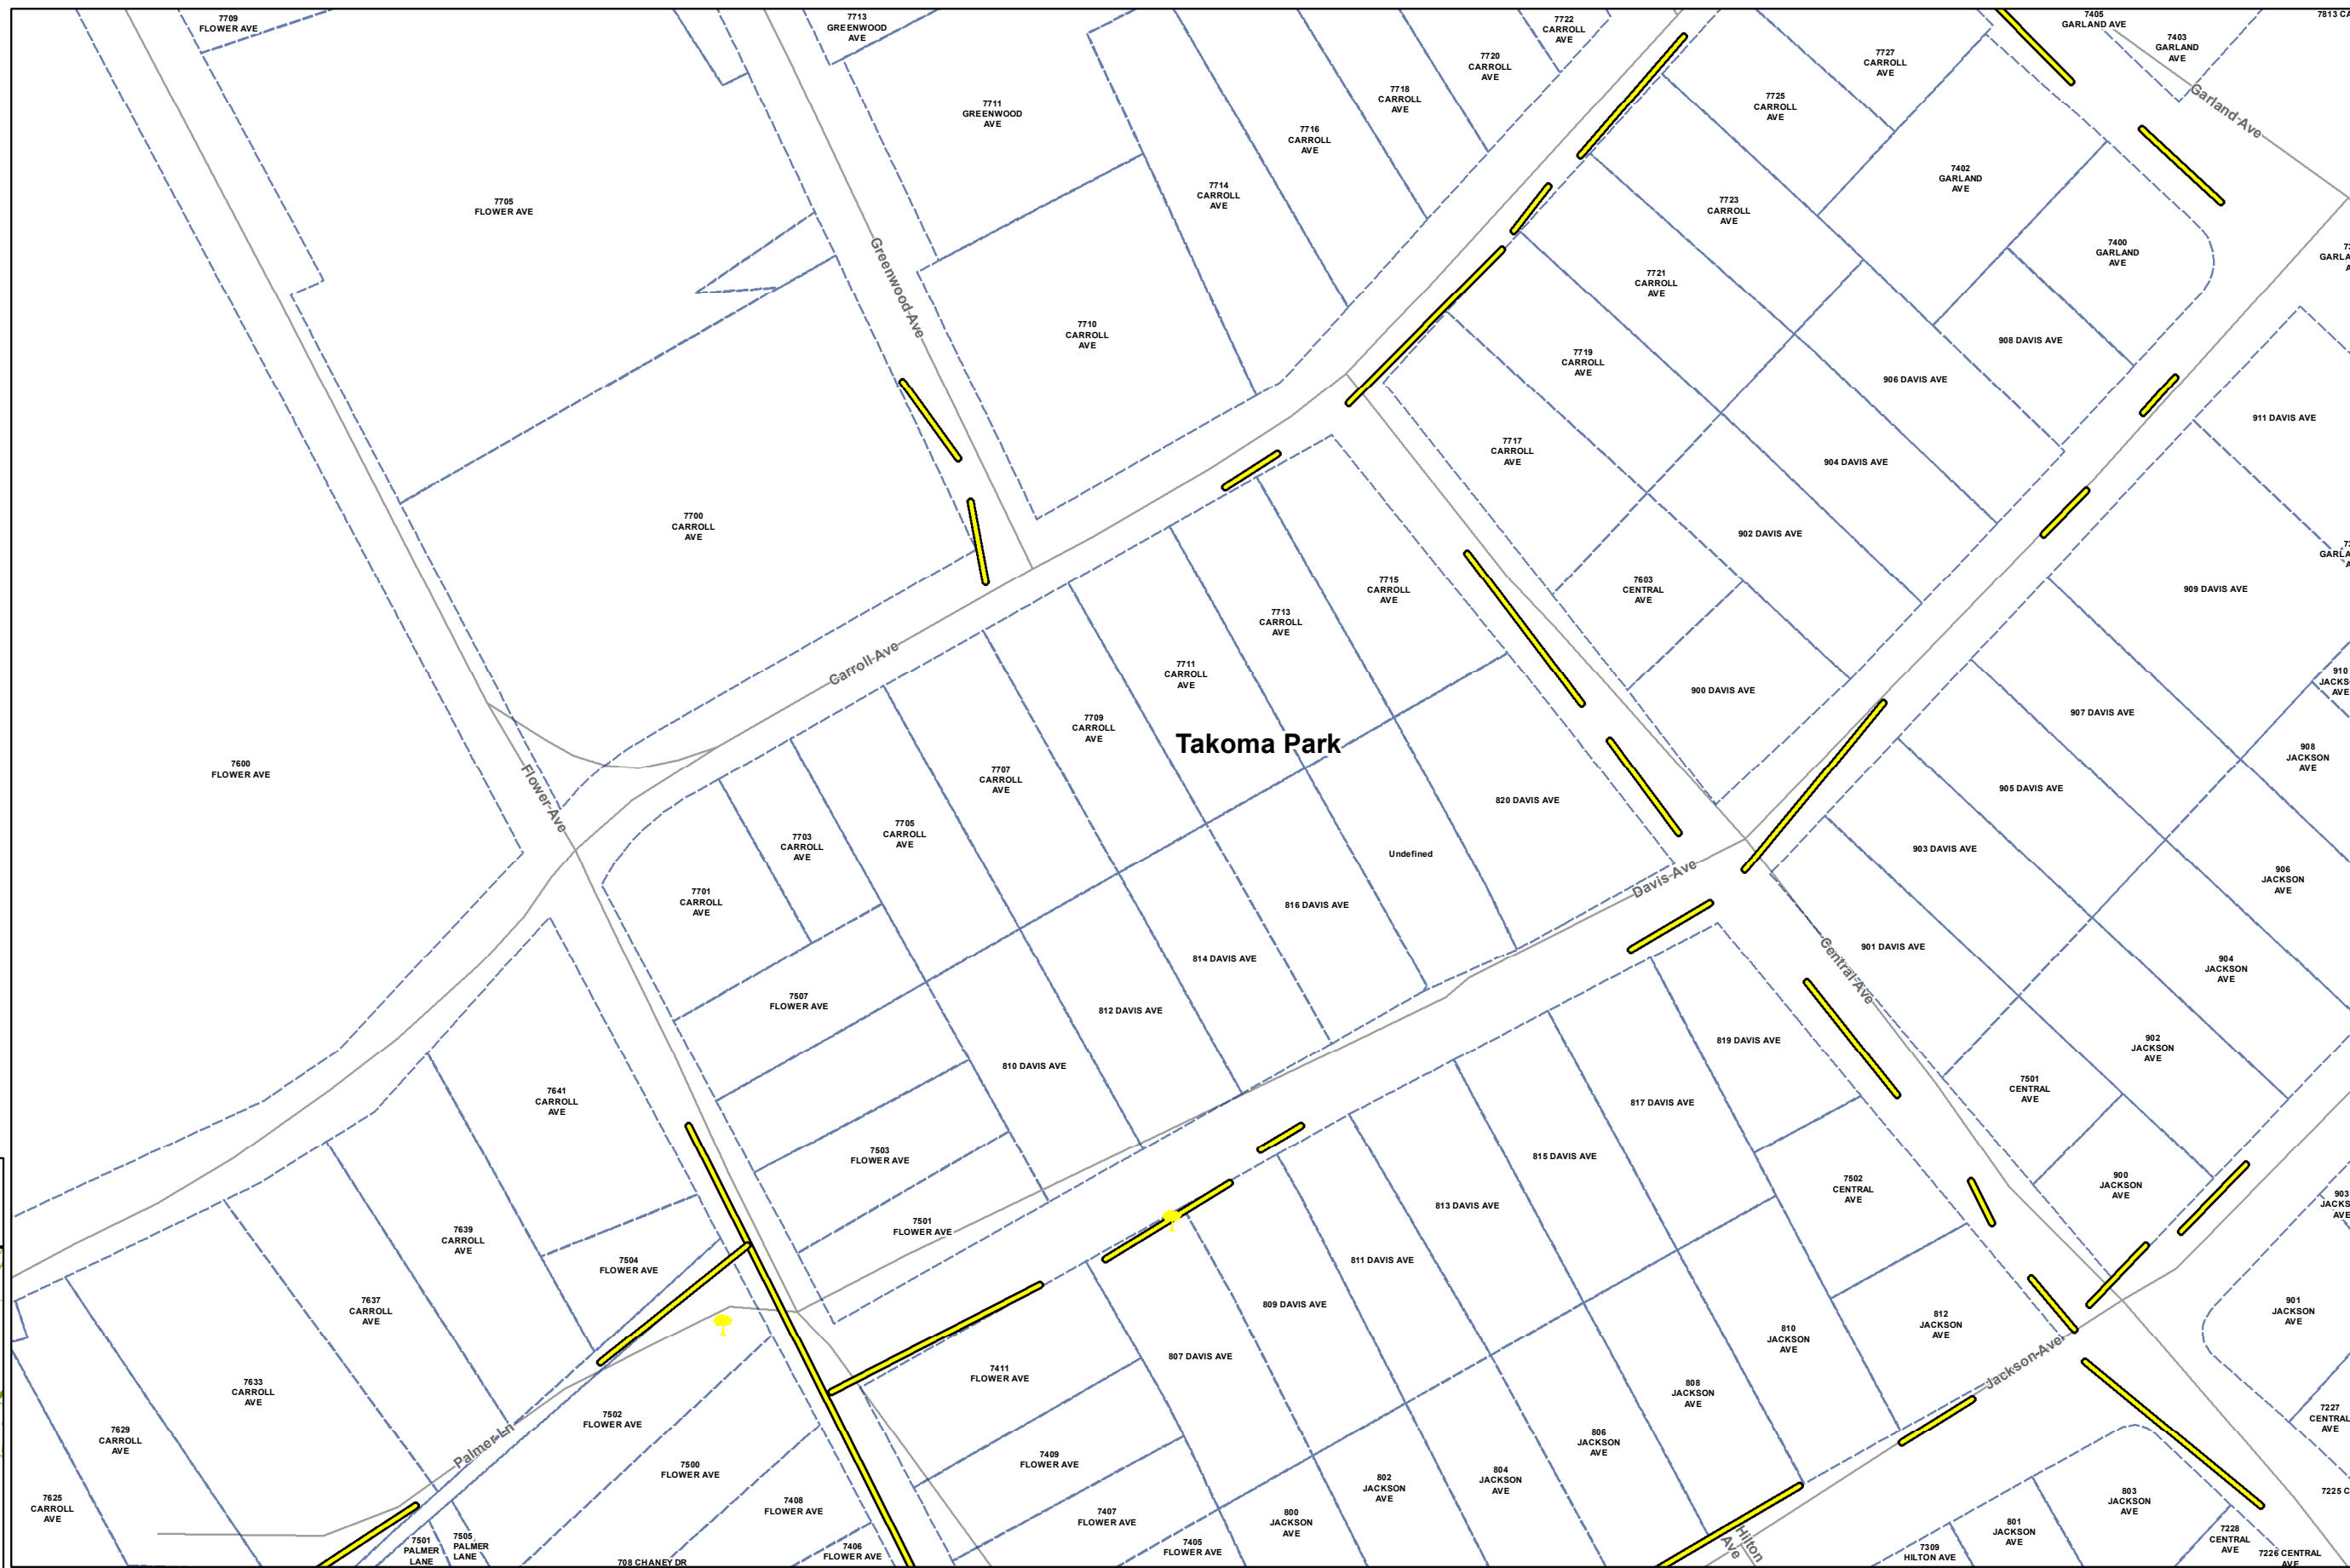 7709
FLOWER AVE
7713
GREENWOOD
AVE
7722
CARROLL
AVE
7405
GARLAND AVE
7813 CA
7403
GARLAND
AVE
7720
CARROLL
AVE
7727
CARROLL
AVE
7718
CARROLL
AVE
7725
CARROLL
AVE
Garland Ave
7711
GREENWOOD
AVE
7716
CARROLL
AVE
7402
GARLAND
AVE
7714
CARROLL
AVE
7705
FLOWER AVE
7723
CARROLL
AVE
7400
GARLAND
AVE
Greenwood Ave
7721
CARROLL
AVE
7710
CARROLL
AVE
908 DAVIS AVE
7719
CARROLL
AVE
906 DAVIS AVE
911 DAVIS AVE
7717
CARROLL
AVE
904 DAVIS AVE
7700
CARROLL
AVE
902 DAVIS AVE
7603
CENTRAL
AVE
7715
CARROLL
AVE
909 DAVIS AVE
7713
CARROLL
AVE
Carroll Ave
7711
CARROLL
AVE
900 DAVIS AVE
910
JACKS
AVE
907 DAVIS AVE
7709
CARROLL
AVE
Takoma Park
908
JACKSON
AVE
7600
FLOWER AVE
7707
CARROLL
AVE
905 DAVIS AVE
Flower Ave
820 DAVIS AVE
7705
CARROLL
AVE
7703
CARROLL
AVE
Undefined
903 DAVIS AVE
906
JACKSON
AVE
Davis Ave
7701
CARROLL
AVE
816 DAVIS AVE
901 DAVIS AVE
814 DAVIS AVE
904
JACKSON
AVE
Central Ave
7507
FLOWER AVE
812 DAVIS AVE
819 DAVIS AVE
902
JACKSON
AVE
810 DAVIS AVE
7501
CENTRAL
AVE
7641
CARROLL
AVE
817 DAVIS AVE
7503
FLOWER AVE
815 DAVIS AVE
7502
CENTRAL
AVE
900
JACKSON
AVE
903
JACKS
AVE
813 DAVIS AVE
7501
FLOWER AVE
7639
CARROLL
AVE
7504
FLOWER AVE
811 DAVIS AVE
7637
CARROLL
AVE
809 DAVIS AVE
810
JACKSON
AVE
812
JACKSON
AVE
901
JACKSON
AVE
Jackson Ave
807 DAVIS AVE
7411
FLOWER AVE
7633
CARROLL
AVE
808
JACKSON
AVE
7502
FLOWER AVE
7227
CENTRAL
AVE
7629
CARROLL
AVE
Palmer Ln
806
JACKSON
AVE
7409
FLOWER AVE
7500
FLOWER AVE
804
JACKSON
AVE
802
JACKSON
AVE
803
JACKSON
AVE
7225 C
7625
CARROLL
AVE
7408
FLOWER AVE
7407
FLOWER AVE
800
JACKSON
AVE
801
JACKSON
AVE
7228
CENTRAL
AVE
7501
PALMER
LANE
7505
PALMER
LANE
708 CHANEY DR
7406
FLOWER AVE
7405
FLOWER AVE
Hilton
Ave
7309
HILTON AVE
7226 CENTRAL
AVE